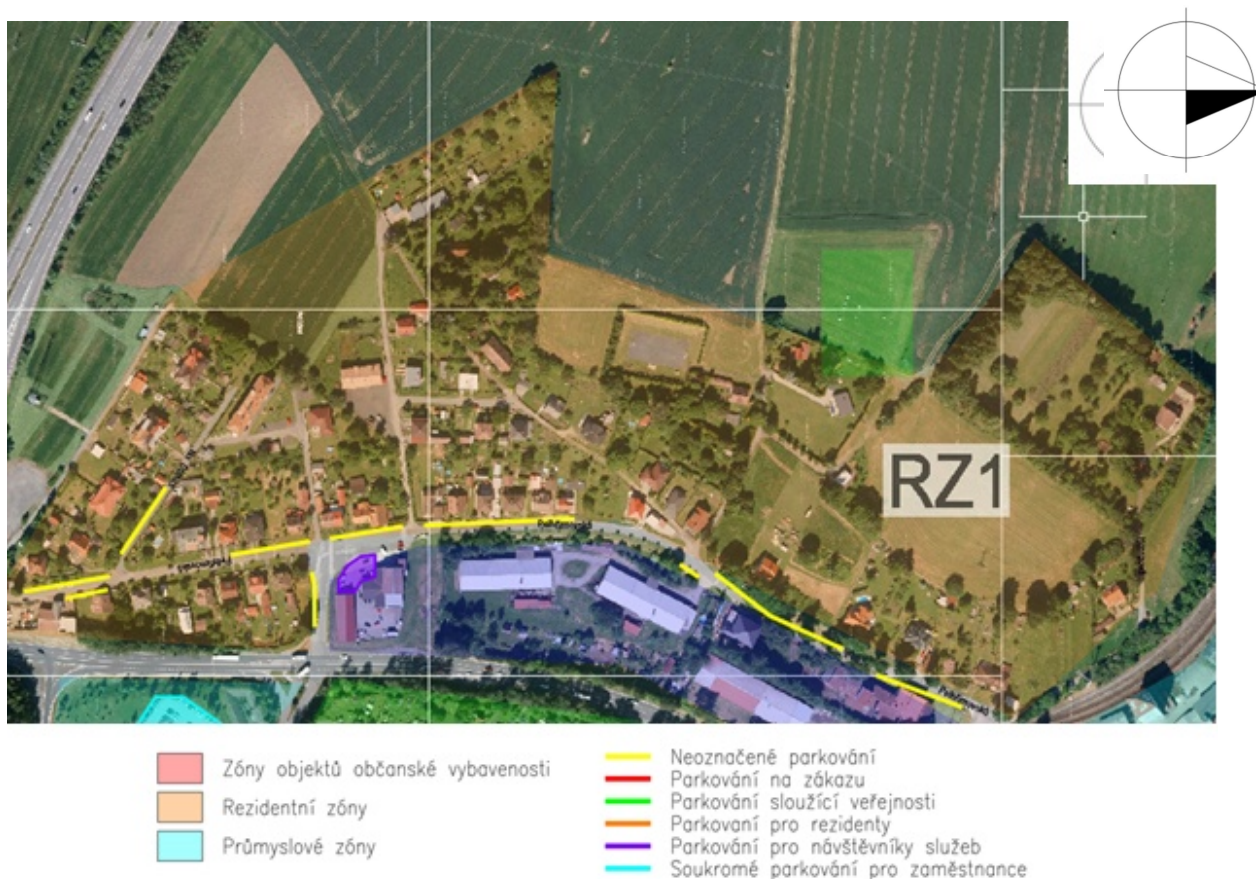 RZ1
Zóny objektů občanské vybavenosti
Rezidentní zóny
Průmyslové zóny
Neoznačené parkování
Parkování na zákazu
Parkování sloužící veřejnosti
Parkovaní pro rezidenty
Parkování pro návštěvníky služeb
Soukromé parkování pro zaměstnance